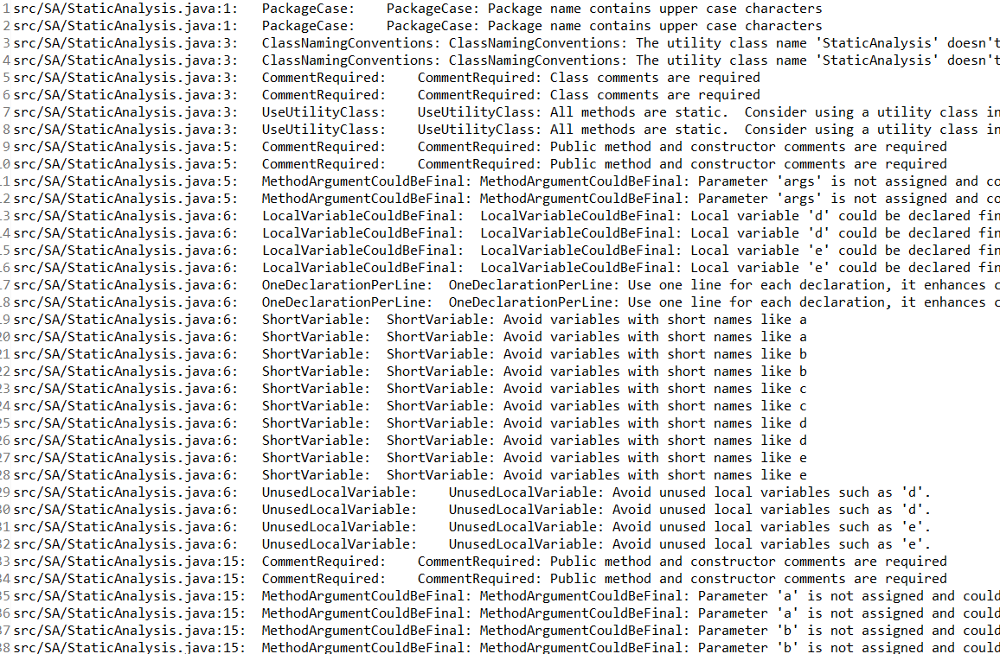 1 src/SA/StaticAnalysis.java:1: PackageCase: PackageCase: Package name contains upper case characters
2 src/SA/StaticAnalysis.java:1: PackageCase: PackageCase: Package name contains upper case characters
3 src/SA/StaticAnalysis.java:3: ClassNamingConventions: ClassNamingConventions: The utility class name 'StaticAnalysis' doesn't
4 src/SA/StaticAnalysis.java:3: ClassNamingConventions: ClassNamingConventions: The utility class name 'StaticAnalysis' doesn't
5 src/SA/StaticAnalysis.java:3: CommentRequired: CommentRequired: Class comments are required
6 src/SA/StaticAnalysis.java:3: CommentRequired: CommentRequired: Class comments are required
7 src/SA/StaticAnalysis.java:3: UseUtilityClass: UseUtilityClass: All methods are static.  Consider using a utility class in
8 src/SA/StaticAnalysis.java:3: UseUtilityClass: UseUtilityClass: All methods are static.  Consider using a utility class in
9 src/SA/StaticAnalysis.java:5: CommentRequired: CommentRequired: Public method and constructor comments are required
0 src/SA/StaticAnalysis.java:5: CommentRequired: CommentRequired: Public method and constructor comments are required
1 src/SA/StaticAnalysis.java:5: MethodArgumentCouldBeFinal: MethodArgumentCouldBeFinal: Parameter 'args' is not assigned and co
2 src/SA/StaticAnalysis.java:5: MethodArgumentCouldBeFinal: MethodArgumentCouldBeFinal: Parameter 'args' is not assigned and co
3 src/SA/StaticAnalysis.java:6: LocalVariableCouldBeFinal: LocalVariableCouldBeFinal: Local variable 'd' could be declared fin
4 src/SA/StaticAnalysis.java:6: LocalVariableCouldBeFinal: LocalVariableCouldBeFinal: Local variable 'd' could be declared fin
5 src/SA/StaticAnalysis.java:6: LocalVariableCouldBeFinal: LocalVariableCouldBeFinal: Local variable 'e' could be declared fin
6 src/SA/StaticAnalysis.java:6: LocalVariableCouldBeFinal: LocalVariableCouldBeFinal: Local variable 'e' could be declared fin
7 src/SA/StaticAnalysis.java:6: OneDeclarationPerLine: OneDeclarationPerLine: Use one line for each declaration, it enhances c
8 src/SA/StaticAnalysis.java:6: OneDeclarationPerLine: OneDeclarationPerLine: Use one line for each declaration, it enhances c
9 src/SA/StaticAnalysis.java:6: ShortVariable: ShortVariable: Avoid variables with short names like a
20 src/SA/StaticAnalysis.java:6: ShortVariable: ShortVariable: Avoid variables with short names like a
21 src/SA/StaticAnalysis.java:6: ShortVariable: ShortVariable: Avoid variables with short names like b
22 src/SA/StaticAnalysis.java:6: ShortVariable: ShortVariable: Avoid variables with short names like b
23 src/SA/StaticAnalysis.java:6: ShortVariable: ShortVariable: Avoid variables with short names like c
24 src/SA/StaticAnalysis.java:6: ShortVariable: ShortVariable: Avoid variables with short names like c
25 src/SA/StaticAnalysis.java:6: ShortVariable: ShortVariable: Avoid variables with short names like d
26 src/SA/StaticAnalysis.java:6: ShortVariable: ShortVariable: Avoid variables with short names like d
27 src/SA/StaticAnalysis.java:6: ShortVariable: ShortVariable: Avoid variables with short names like e
28 src/SA/StaticAnalysis.java:6: ShortVariable: ShortVariable: Avoid variables with short names like e
29 src/SA/StaticAnalysis.java:6: UnusedLocalVariable: UnusedLocalVariable: Avoid unused local variables such as 'd'.
30 src/SA/StaticAnalysis.java:6: UnusedLocalVariable: UnusedLocalVariable: Avoid unused local variables such as 'd'.
31 src/SA/StaticAnalysis.java:6: UnusedLocalVariable: UnusedLocalVariable: Avoid unused local variables such as 'e'.
32 src/SA/StaticAnalysis.java:6: UnusedLocalVariable: UnusedLocalVariable: Avoid unused local variables such as 'e'.
33 src/SA/StaticAnalysis.java:15: CommentRequired: CommentRequired: Public method and constructor comments are required
34 src/SA/StaticAnalysis.java:15: CommentRequired: CommentRequired: Public method and constructor comments are required
35 src/SA/StaticAnalysis.java:15: MethodArgumentCouldBeFinal: MethodArgumentCouldBeFinal: Parameter 'a' is not assigned and could
36 src/SA/StaticAnalysis.java:15: MethodArgumentCouldBeFinal: MethodArgumentCouldBeFinal: Parameter 'a' is not assigned and could
37 src/SA/StaticAnalysis.java:15: MethodArgumentCouldBeFinal: MethodArgumentCouldBeFinal: Parameter 'b' is not assigned and could
38 src/SA/StaticAnalysis.java:15: MethodArgumentCouldBeFinal: MethodArgumentCouldBeFinal: Parameter 'b' is not assigned and could